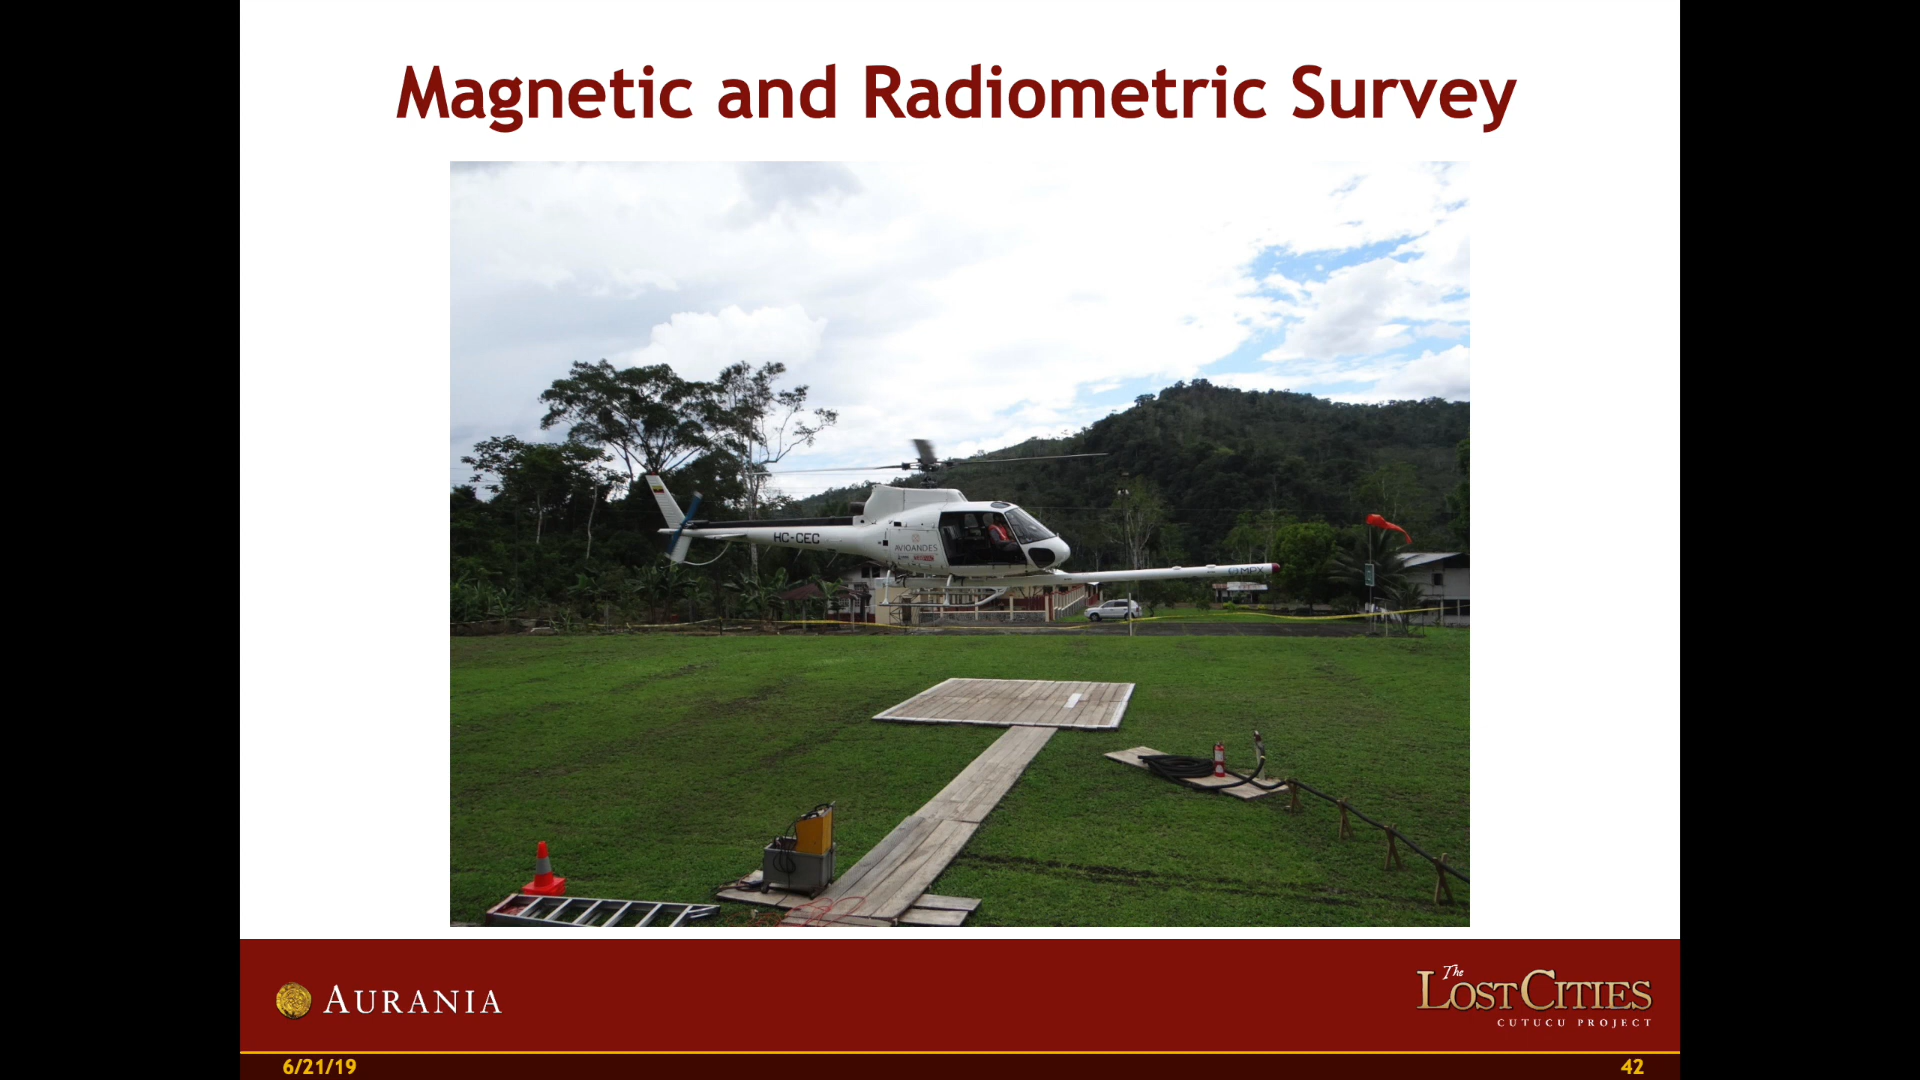 Magnetic and Radiometric Survey
HC-CEC
AVIOANDES
MPX
AURANIA
The
LOST CITIES
CUTUCU PROJECT
6/21/19
42